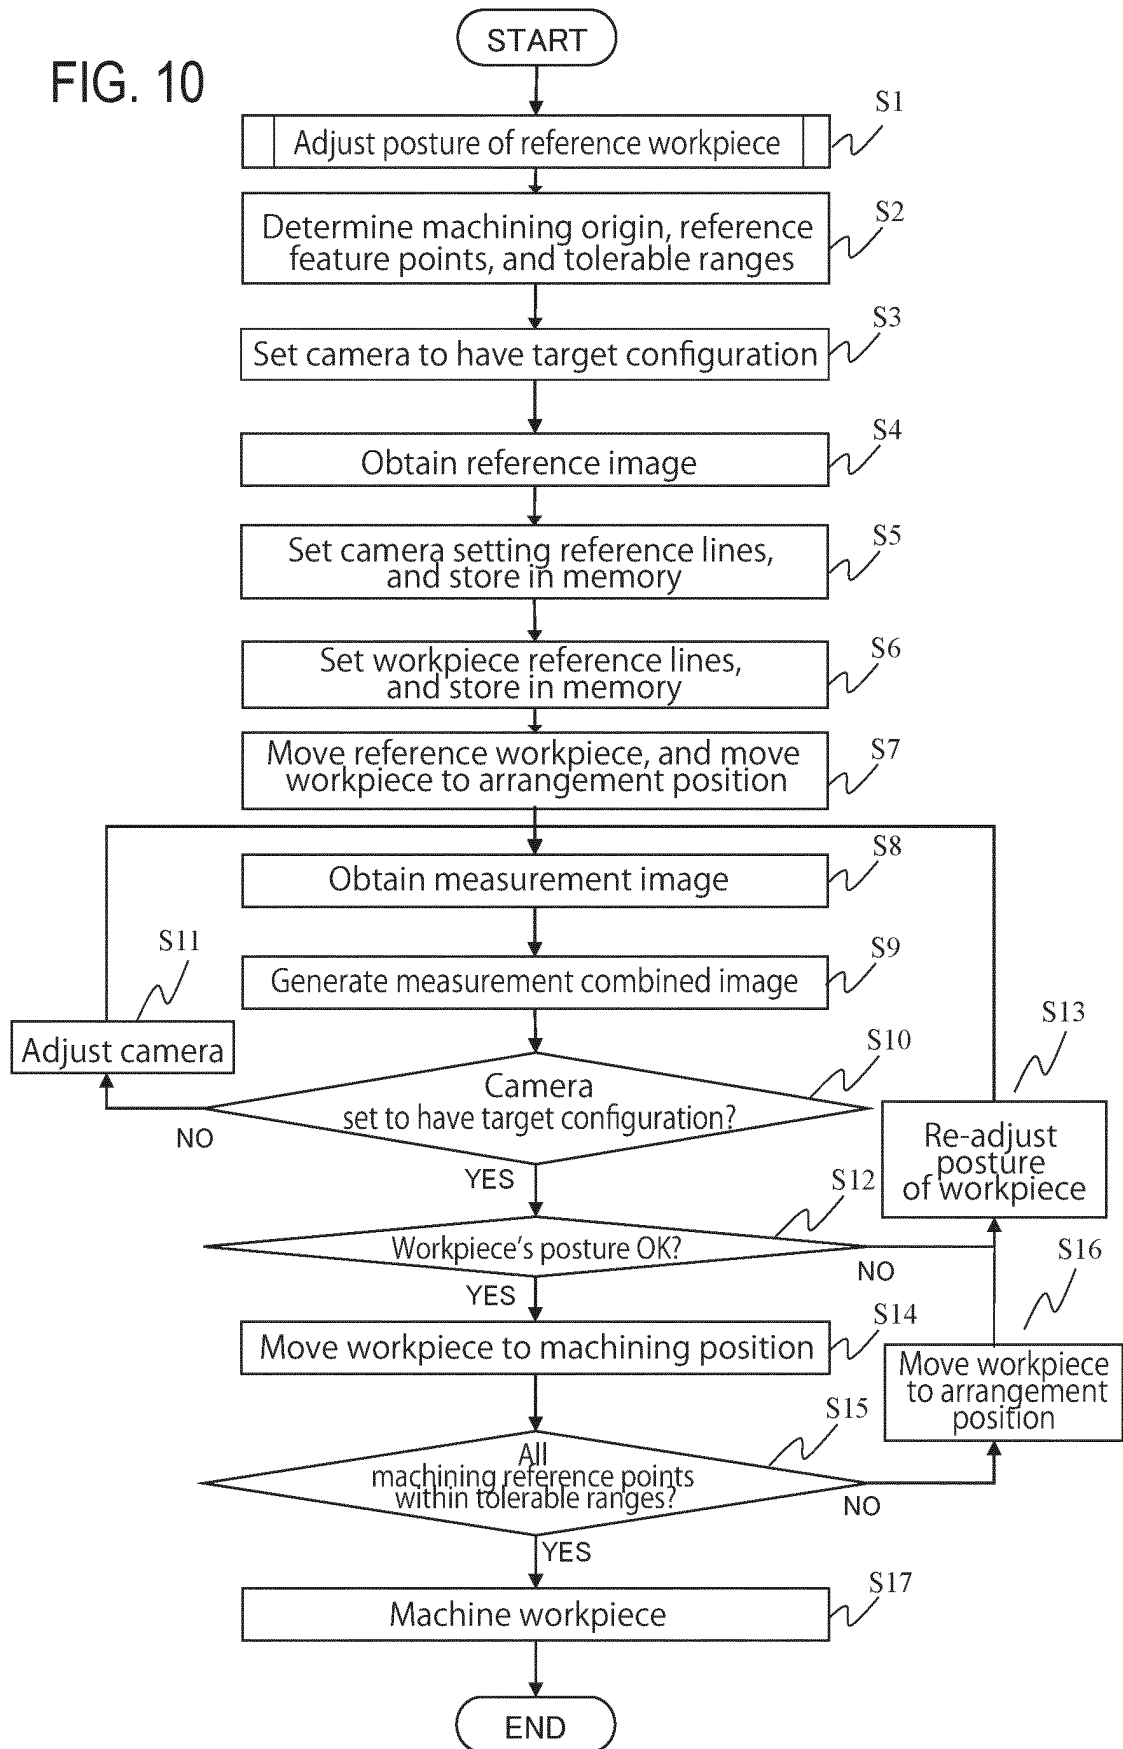 START
FIG. 10
S1
Adjust posture of reference workpiece
S2
Determine machining origin, reference
feature points, and tolerable ranges
S3
Set camera to have target configuration
S4
Obtain reference image
S5
Set camera setting reference lines,
and store in memory
S6
Set workpiece reference lines,
and store in memory
S7
Move reference workpiece, and move
workpiece to arrangement position
S8
Obtain measurement image
S9
Generate measurement combined image
S11
Adjust camera
S10
Camera
set to have target configuration?
NO
YES
S13
Re-adjust
posture
of workpiece
S12
Workpiece's posture OK?
NO
YES
S14
Move workpiece to machining position
S16
Move workpiece
to arrangement
position
S15
All
machining reference points
within tolerable ranges?
NO
YES
S17
Machine workpiece
END